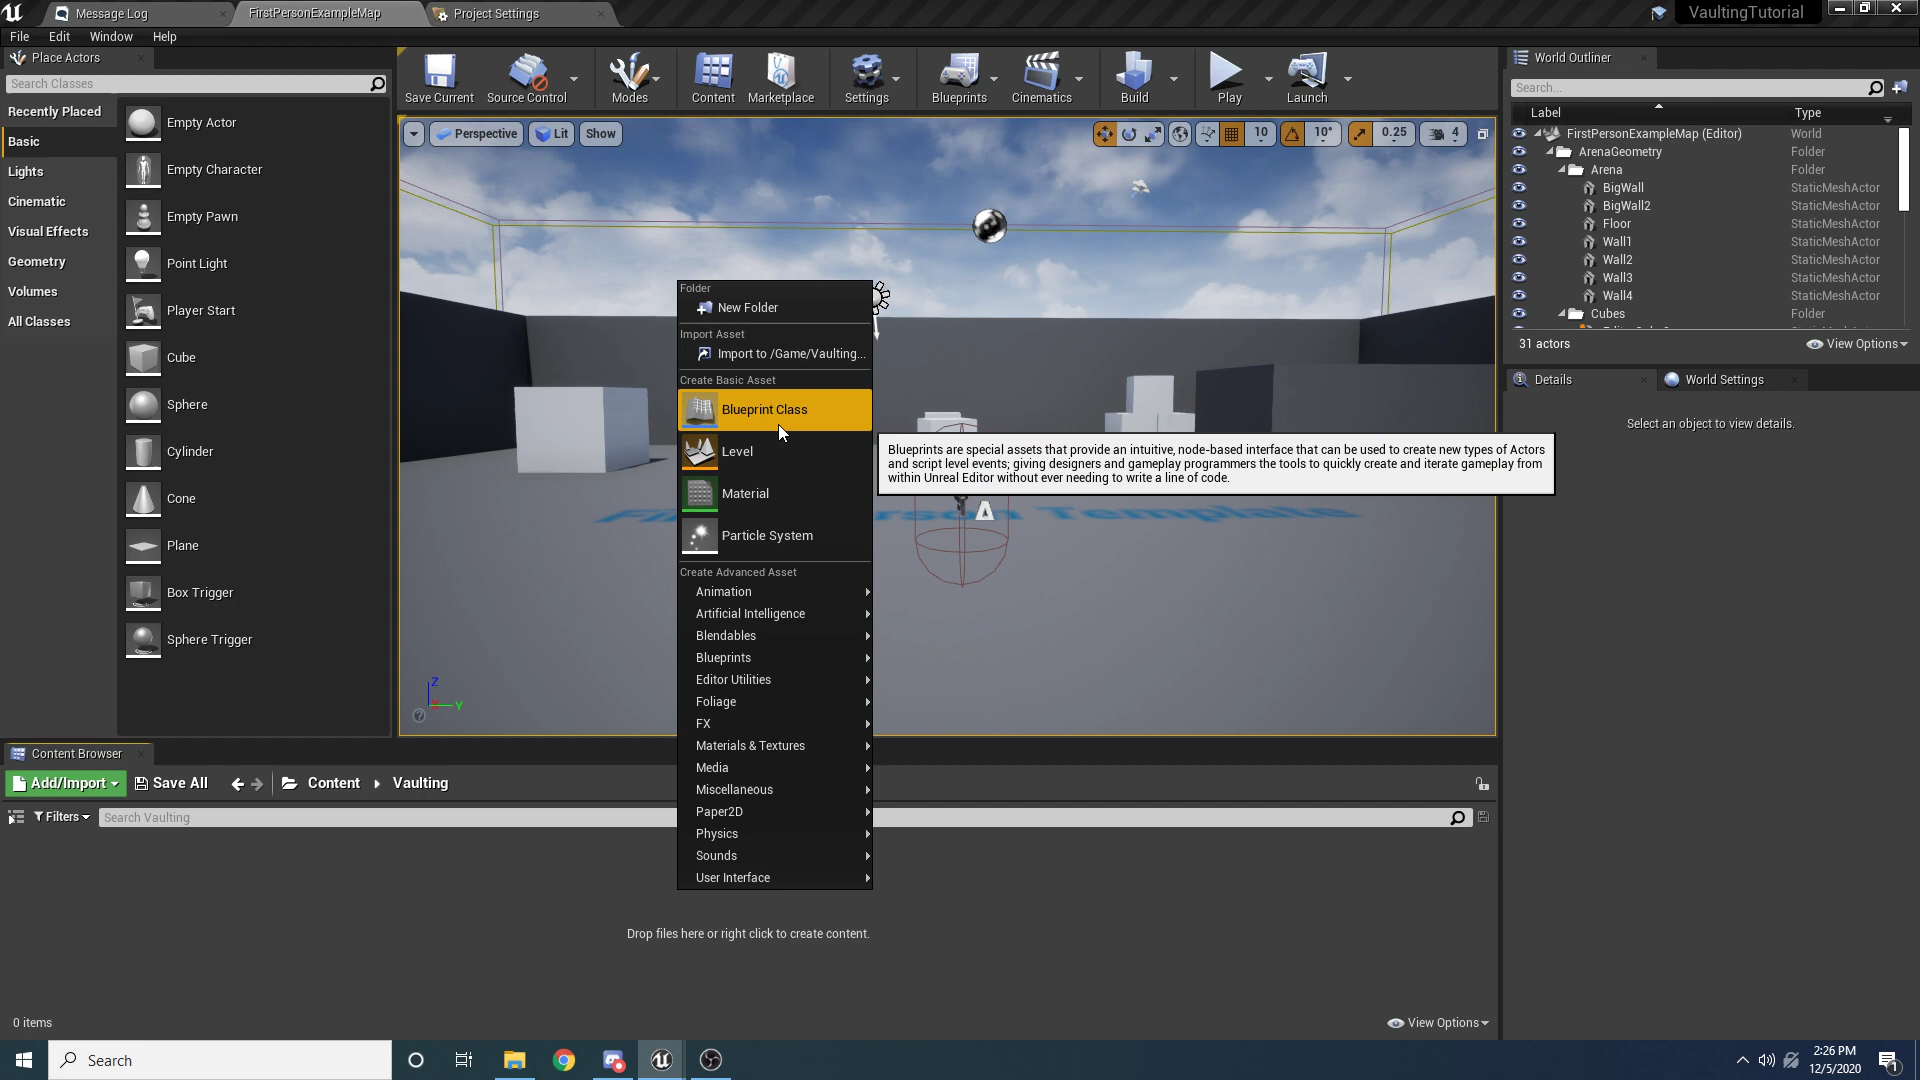 Message Log
FirstPersonExampleMap
Project Settings
VaultingTutorial
File Edit Window Help
Place Actors
Search Classes
Recently Placed
Basic
Lights
Cinematic
Visual Effects
Geometry
Volumes
All Classes
Empty Actor
Empty Character
Empty Pawn
Point Light
Player Start
Cube
Sphere
Cylinder
Cone
Plane
Box Trigger
Sphere Trigger
Save Current
Source Control
Modes
Content
Marketplace
Settings
Blueprints
Cinematics
Build
Play
Launch
Perspective
Lit
Show
10
10°
0.25
4
Folder
New Folder
Import Asset
Import to /Game/Vaulting...
Create Basic Asset
Blueprint Class
Level
Material
Particle System
Create Advanced Asset
Animation
Artificial Intelligence
Blendables
Blueprints
Editor Utilities
Foliage
FX
Materials & Textures
Media
Miscellaneous
Paper2D
Physics
Sounds
User Interface
Blueprints are special assets that provide an intuitive, node-based interface that can be used to create new types of Actors
and script level events; giving designers and gameplay programmers the tools to quickly create and iterate gameplay from
within Unreal Editor without ever needing to write a line of code.
Template
Z
Y
World Outliner
Search...
Label Type
FirstPersonExampleMap (Editor) World
ArenaGeometry Folder
Arena Folder
BigWall StaticMeshActor
BigWall2 StaticMeshActor
Floor StaticMeshActor
Wall1 StaticMeshActor
Wall2 StaticMeshActor
Wall3 StaticMeshActor
Wall4 StaticMeshActor
Cubes Folder
31 actors
View Options
Details
World Settings
Select an object to view details.
Content Browser
Add/Import
Save All
Content
Vaulting
Filters
Search Vaulting
Drop files here or right click to create content.
0 items
View Options
Search
2:26 PM
12/5/2020
1